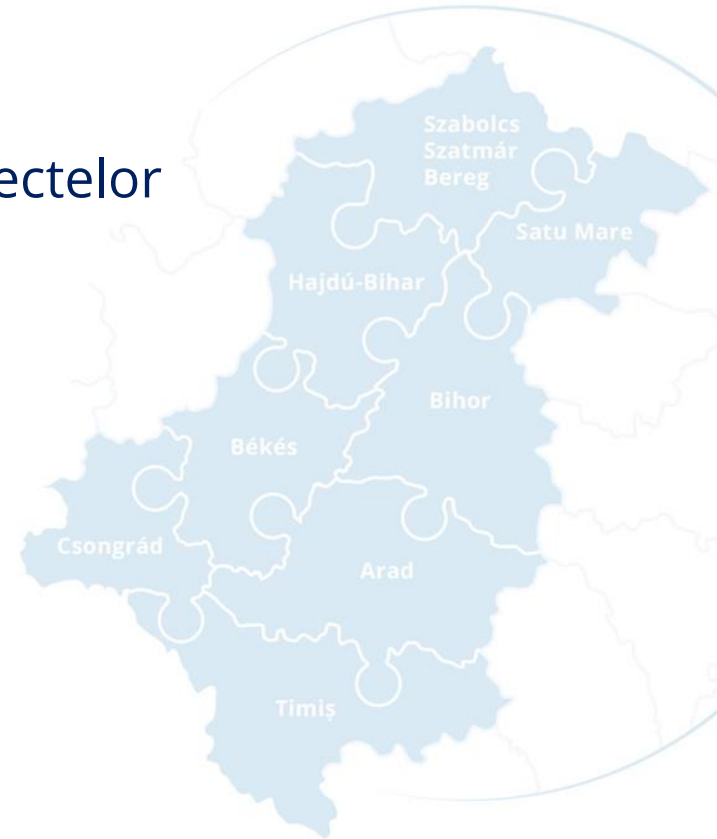 ectelor
Szabolcs
Szatmár
Bereg
Satu Mare
Hajdú-Bihar
Bihor
Békés
Csongrád
Arad
Timiș